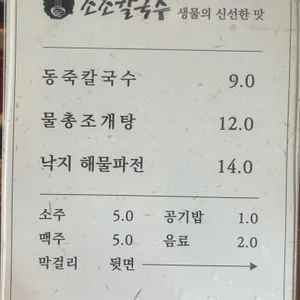 소소칼국수 생물의 신선한 맛
동죽칼국수 9.0
물총조개탕 12.0
낙지 해물파전 14.0
소주 5.0 공기밥 1.0
맥주 5.0 음료 2.0
막걸리 뒷면